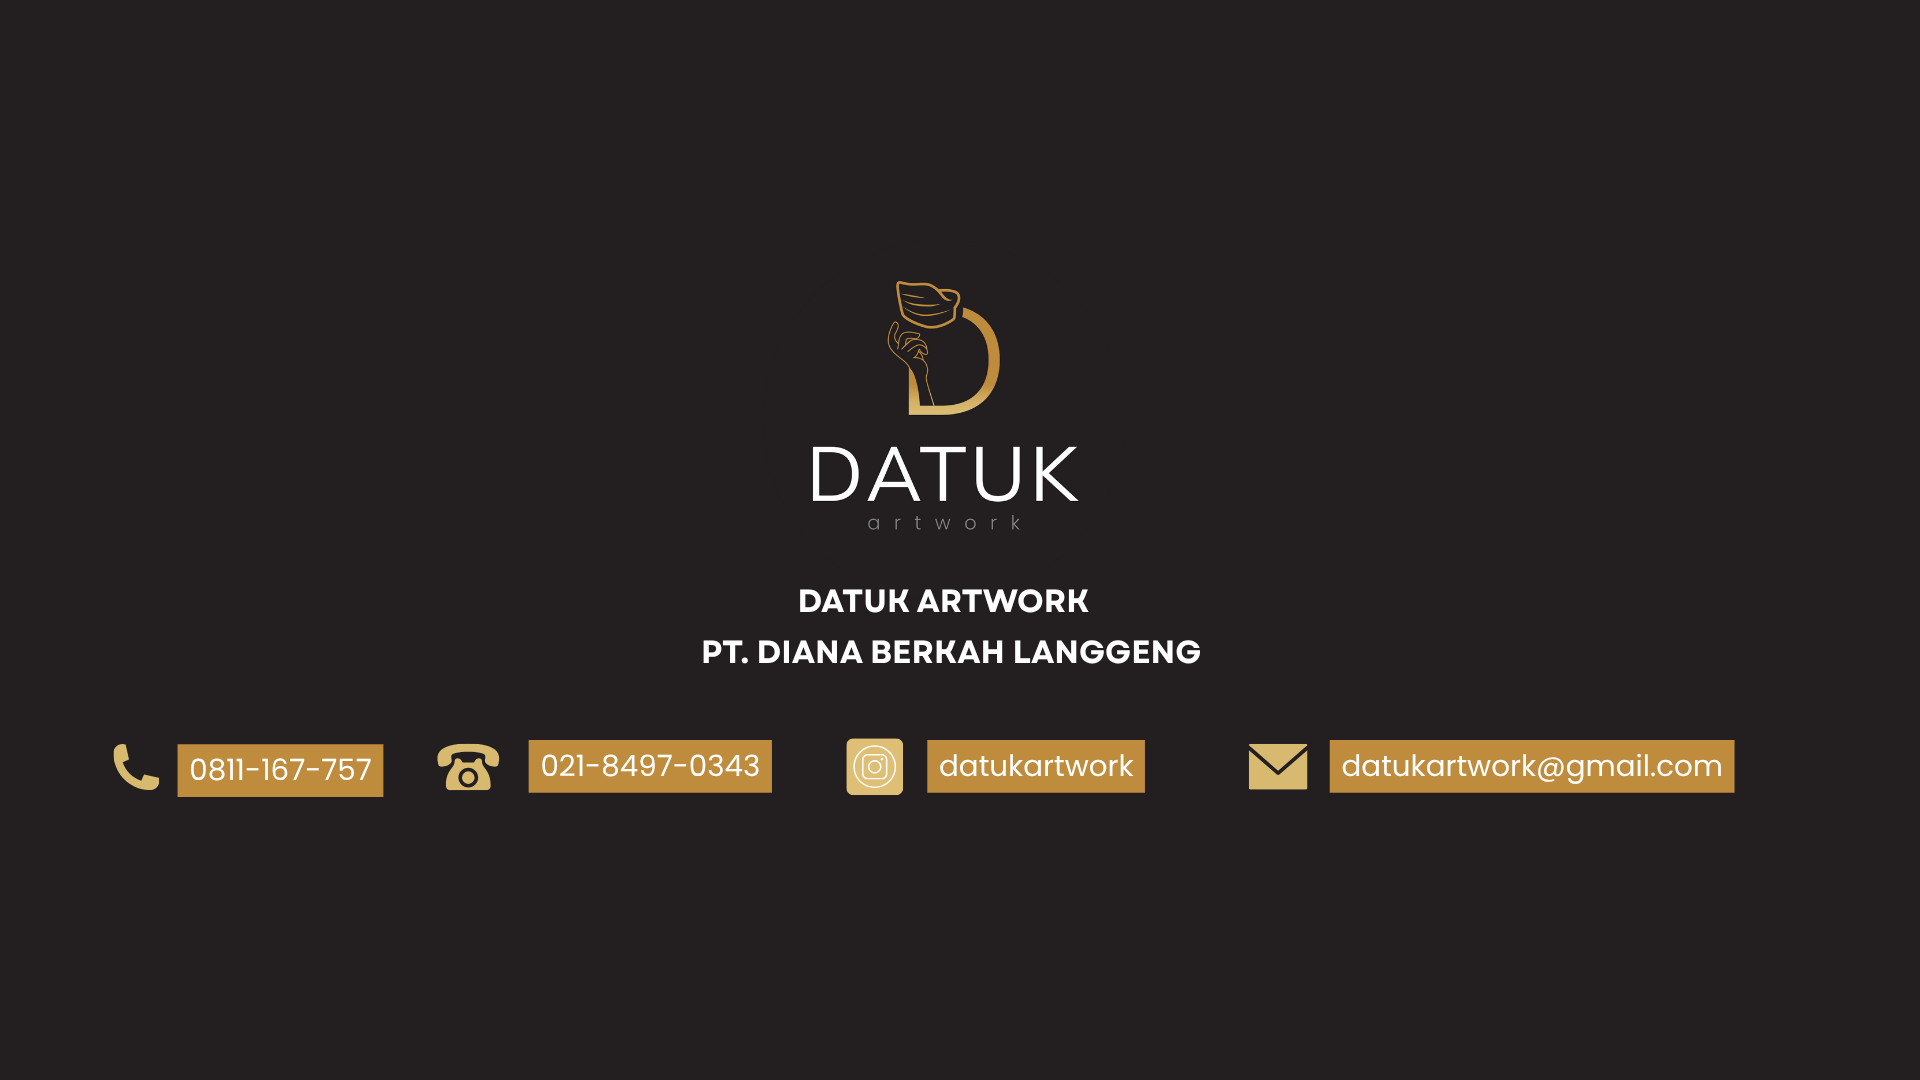 DATUK
artwork
DATUK ARTWORK
PT. DIANA BERKAH LANGGENG
0811-167-757
021-8497-0343
datukartwork
datukartwork@gmail.com